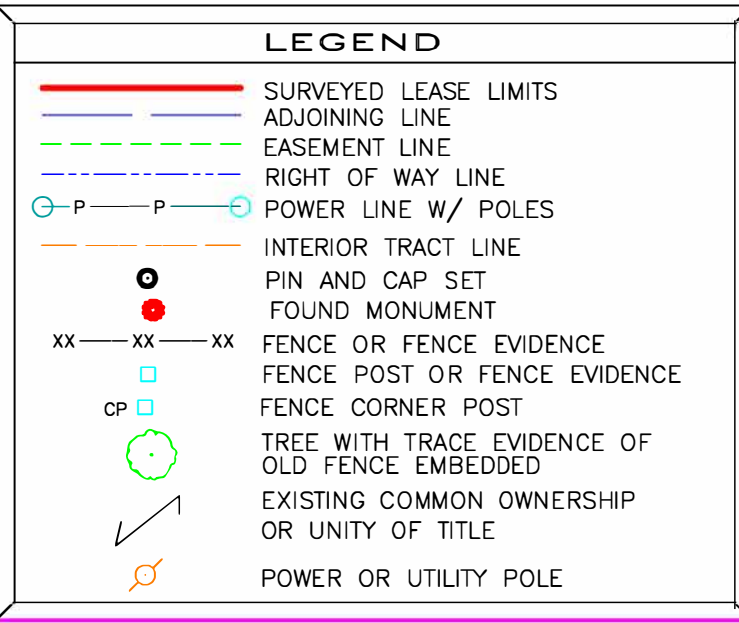 LEGEND
SURVEYED LEASE LIMITS
ADJOINING LINE
EASEMENT LINE
RIGHT OF WAY LINE
P P POWER LINE W/ POLES
INTERIOR TRACT LINE
PIN AND CAP SET
FOUND MONUMENT
XX XX XX FENCE OR FENCE EVIDENCE
FENCE POST OR FENCE EVIDENCE
CP FENCE CORNER POST
TREE WITH TRACE EVIDENCE OF
OLD FENCE EMBEDDED
EXISTING COMMON OWNERSHIP
OR UNITY OF TITLE
POWER OR UTILITY POLE